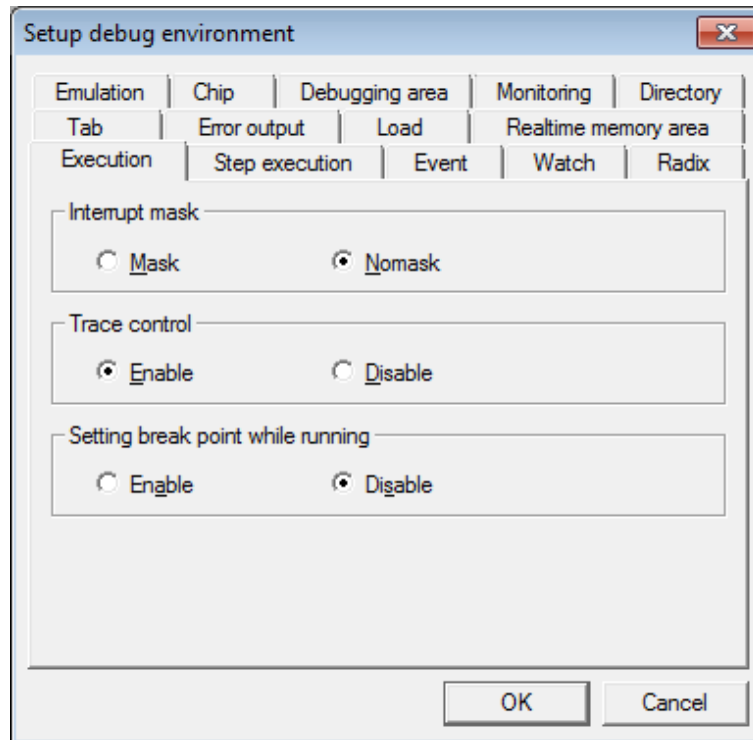 Setup debug environment
Emulation Chip Debugging area Monitoring Directory
Tab Error output Load Realtime memory area
Execution Step execution Event Watch Radix
Interrupt mask
Mask Nomask
Trace control
Enable Disable
Setting break point while running
Enable Disable
OK Cancel